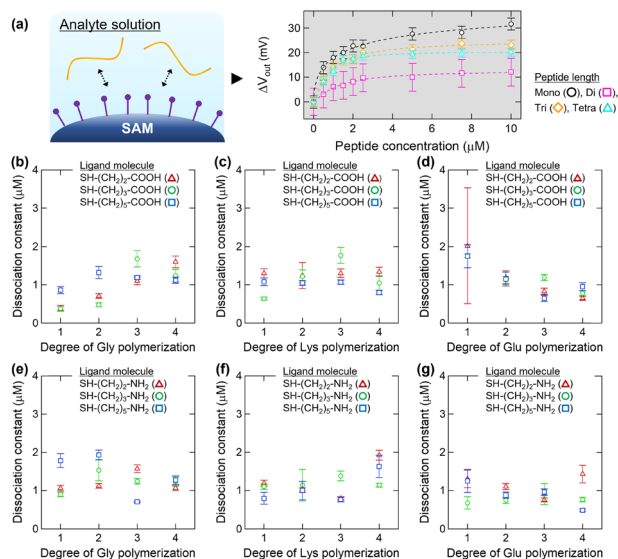 (a)
Analyte solution
SAM
ΔVout (mV)
30
20
10
0
0 2 4 6 8 10
Peptide concentration (μM)
Peptide length
Mono (○), Di (□),
Tri (◇), Tetra (△)
(b)
Ligand molecule
SH-(CH2)2-COOH (△)
SH-(CH2)3-COOH (○)
SH-(CH2)5-COOH (□)
Dissociation constant (μM)
4
3
2
1
0
1 2 3 4
Degree of Gly polymerization
(c)
Ligand molecule
SH-(CH2)2-COOH (△)
SH-(CH2)3-COOH (○)
SH-(CH2)5-COOH (□)
Dissociation constant (μM)
4
3
2
1
0
1 2 3 4
Degree of Lys polymerization
(d)
Ligand molecule
SH-(CH2)2-COOH (△)
SH-(CH2)3-COOH (○)
SH-(CH2)5-COOH (□)
Dissociation constant (μM)
4
3
2
1
0
1 2 3 4
Degree of Glu polymerization
(e)
Ligand molecule
SH-(CH2)2-NH2 (△)
SH-(CH2)3-NH2 (○)
SH-(CH2)5-NH2 (□)
Dissociation constant (μM)
4
3
2
1
0
1 2 3 4
Degree of Gly polymerization
(f)
Ligand molecule
SH-(CH2)2-NH2 (△)
SH-(CH2)3-NH2 (○)
SH-(CH2)5-NH2 (□)
Dissociation constant (μM)
4
3
2
1
0
1 2 3 4
Degree of Lys polymerization
(g)
Ligand molecule
SH-(CH2)2-NH2 (△)
SH-(CH2)3-NH2 (○)
SH-(CH2)5-NH2 (□)
Dissociation constant (μM)
4
3
2
1
0
1 2 3 4
Degree of Glu polymerization